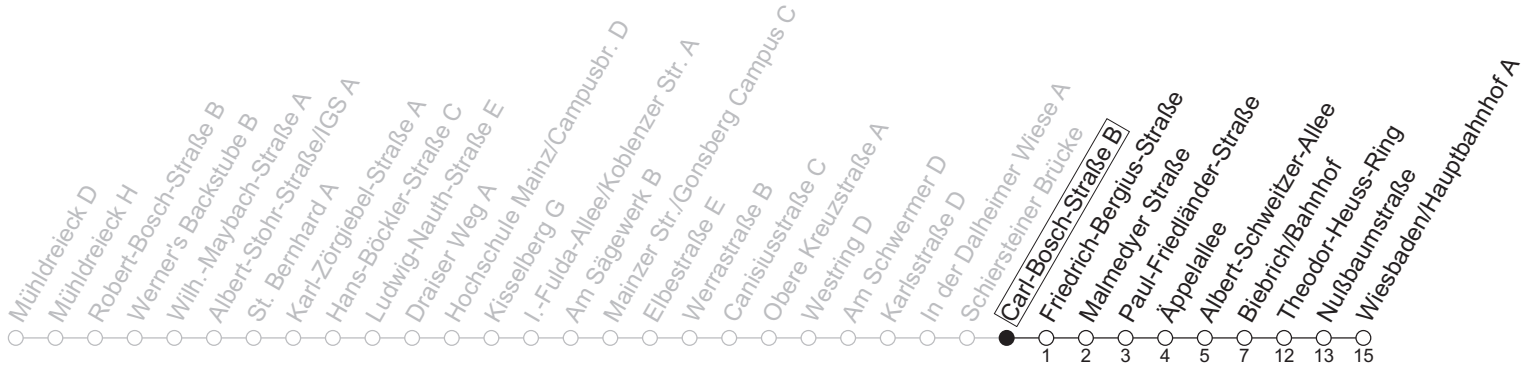 Mühldreieck D
Mühldreieck H
Robert-Bosch-Straße B
Werner's Backstube B
Wilh.-Maybach-Straße A
Albert-Stohr-Straße/IGS A
St. Bernhard A
Karl-Zörgiebel-Straße A
Hans-Böckler-Straße C
Ludwig-Nauth-Straße E
Draiser Weg A
Hochschule Mainz/Campusbr. D
Kisselberg G
I.-Fulda-Allee/Koblenzer Str. A
Am Sägewerk B
Mainzer Str./Gonsberg Campus C
Elbestraße E
Werrastraße B
Canisiusstraße C
Obere Kreuzstraße A
Westring D
Am Schwermer D
Karlsstraße D
In der Dalheimer Wiese A
Schiersteiner Brücke
Carl-Bosch-Straße B
Friedrich-Bergius-Straße
Malmedyer Straße
Paul-Friedländer-Straße
Äppelallee
Albert-Schweitzer-Allee
Biebrich/Bahnhof
Theodor-Heuss-Ring
Nußbaumstraße
Wiesbaden/Hauptbahnhof A
1 2 3 4 5 7 12 13 15